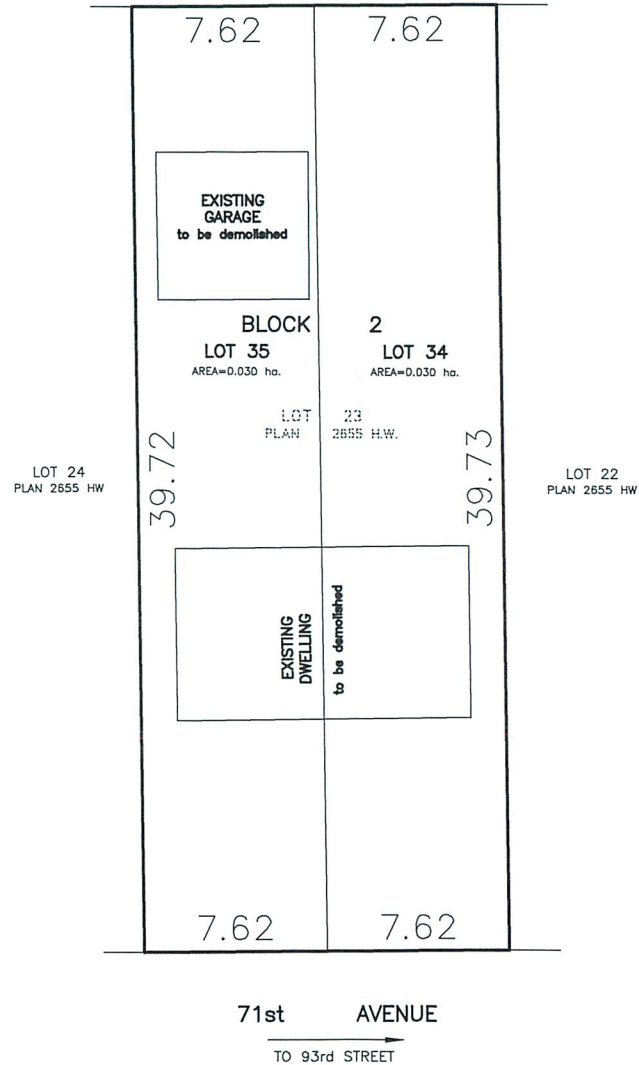 7.62 7.62
EXISTING
GARAGE
to be demolished
BLOCK 2
LOT 35 LOT 34
AREA=0.030 ha. AREA=0.030 ha.
LOT 23
PLAN 2655 H.W.
39.72 39.73
LOT 24
PLAN 2655 HW
LOT 22
PLAN 2655 HW
EXISTING
DWELLING
to be demolished
7.62 7.62
71st AVENUE
TO 93rd STREET